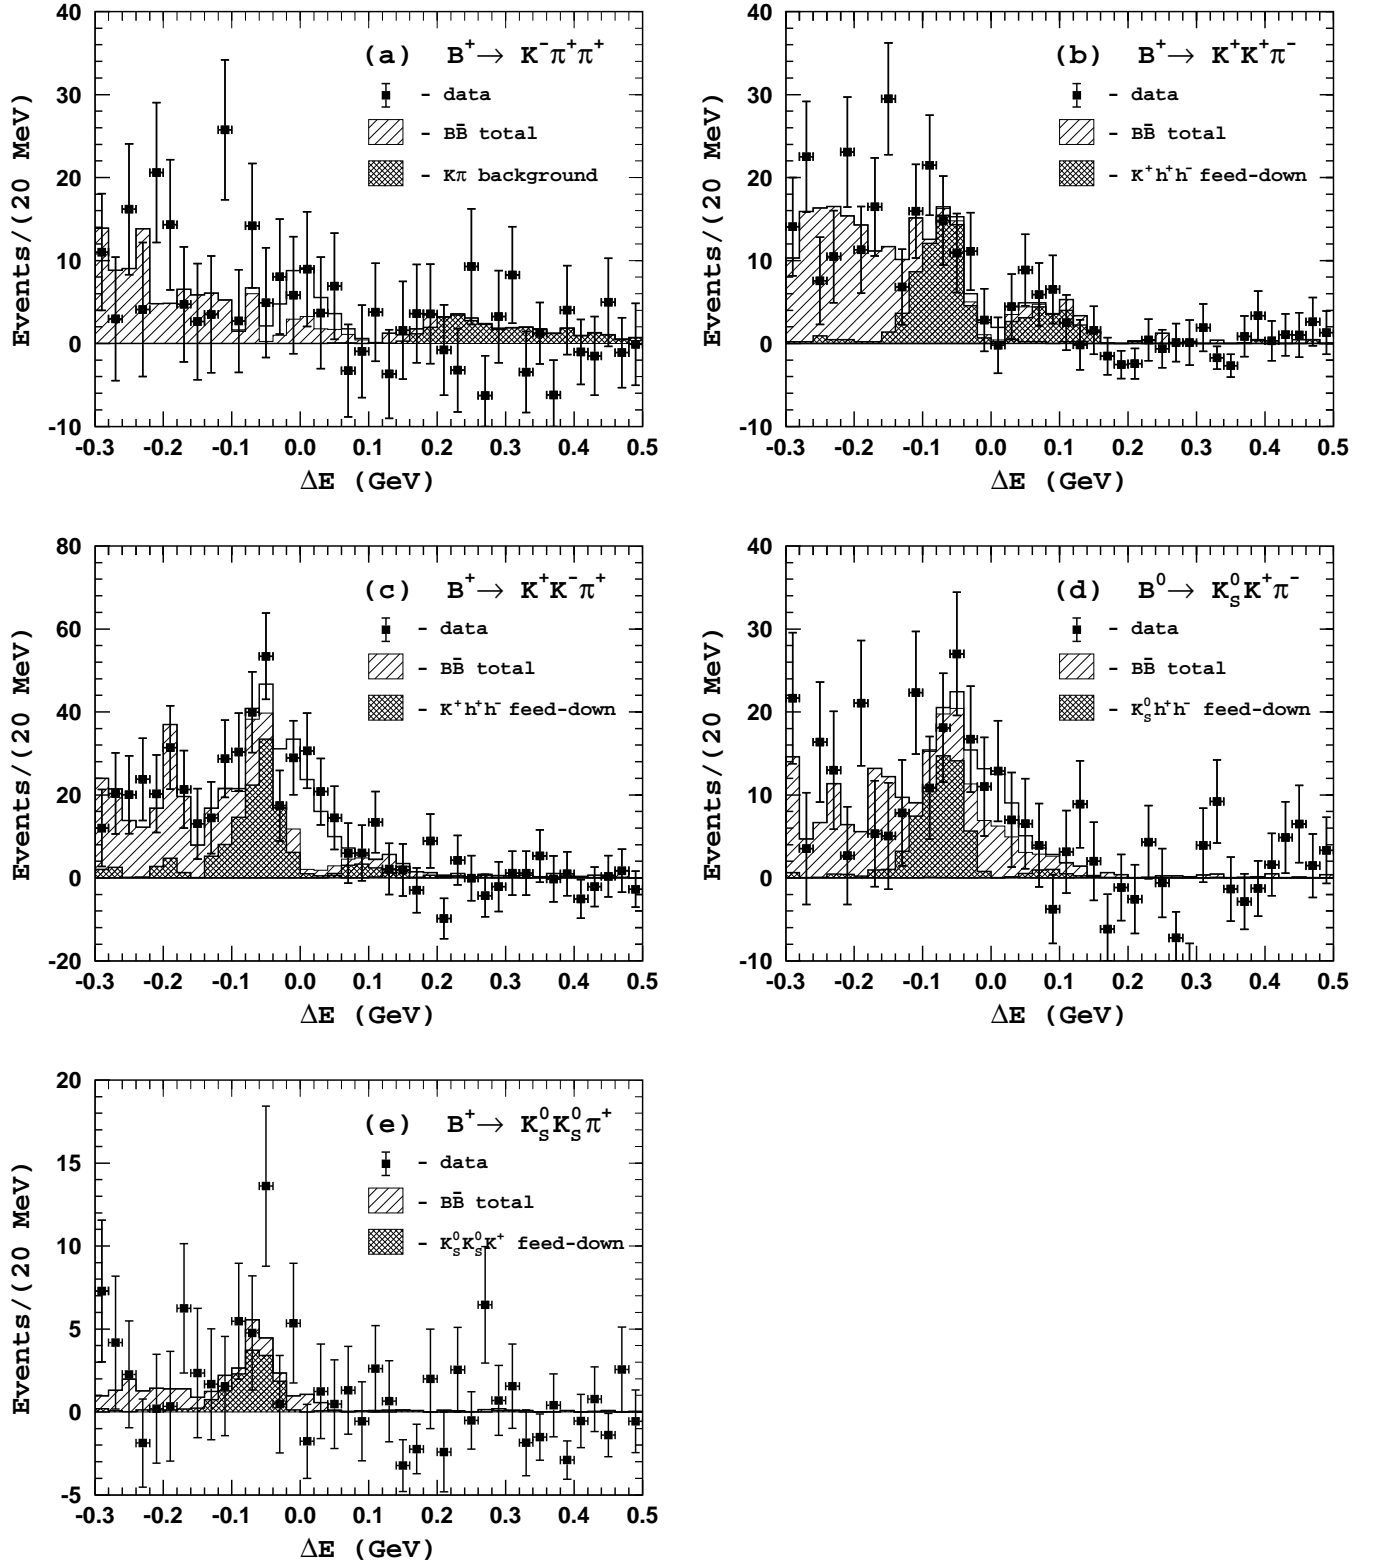 (a) B⁺→ K⁻π⁺π⁺
- data
- BB̄ total
- Kπ background
Events/(20 MeV)
40
30
20
10
0
-10
-0.3 -0.2 -0.1 0.0 0.1 0.2 0.3 0.4 0.5
ΔE (GeV)
(b) B⁺→ K⁺K⁺π⁻
- data
- BB̄ total
- K⁺h⁺h⁻ feed-down
Events/(20 MeV)
40
30
20
10
0
-10
-0.3 -0.2 -0.1 0.0 0.1 0.2 0.3 0.4 0.5
ΔE (GeV)
(c) B⁺→ K⁺K⁻π⁺
- data
- BB̄ total
- K⁺h⁺h⁻ feed-down
Events/(20 MeV)
80
60
40
20
0
-20
-0.3 -0.2 -0.1 0.0 0.1 0.2 0.3 0.4 0.5
ΔE (GeV)
(d) B⁰→ K⁰_S K⁺π⁻
- data
- BB̄ total
- K⁰_S h⁺h⁻ feed-down
Events/(20 MeV)
40
30
20
10
0
-10
-0.3 -0.2 -0.1 0.0 0.1 0.2 0.3 0.4 0.5
ΔE (GeV)
(e) B⁺→ K⁰_S K⁰_S π⁺
- data
- BB̄ total
- K⁰_S K⁰_S K⁺ feed-down
Events/(20 MeV)
20
15
10
5
0
-5
-0.3 -0.2 -0.1 0.0 0.1 0.2 0.3 0.4 0.5
ΔE (GeV)